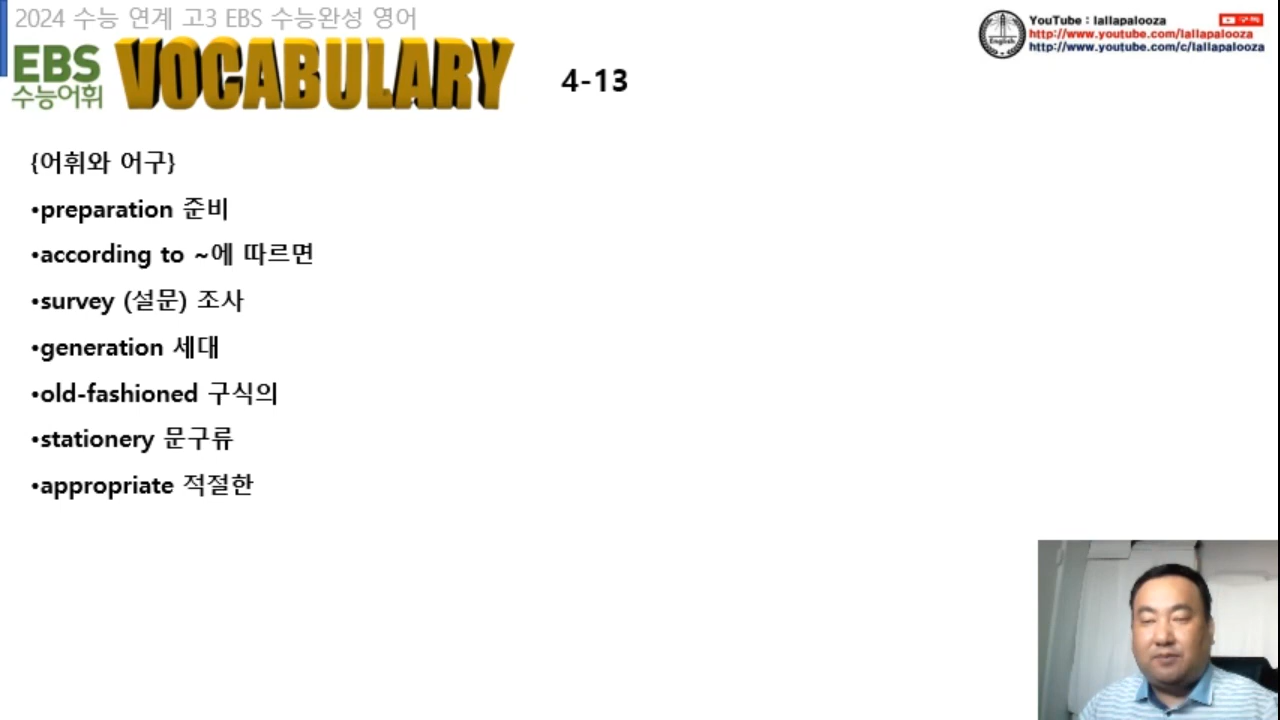 2024 수능 연계 고3 EBS 수능완성 영어
EBS
수능어휘
VOCABULARY
4-13
YouTube : lallapalooza
구독
http://www.youtube.com/lallapalooza
http://www.youtube.com/c/lallapalooza
English
{어휘와 어구}
•preparation 준비
•according to ~에 따르면
•survey (설문) 조사
•generation 세대
•old-fashioned 구식의
•stationery 문구류
•appropriate 적절한